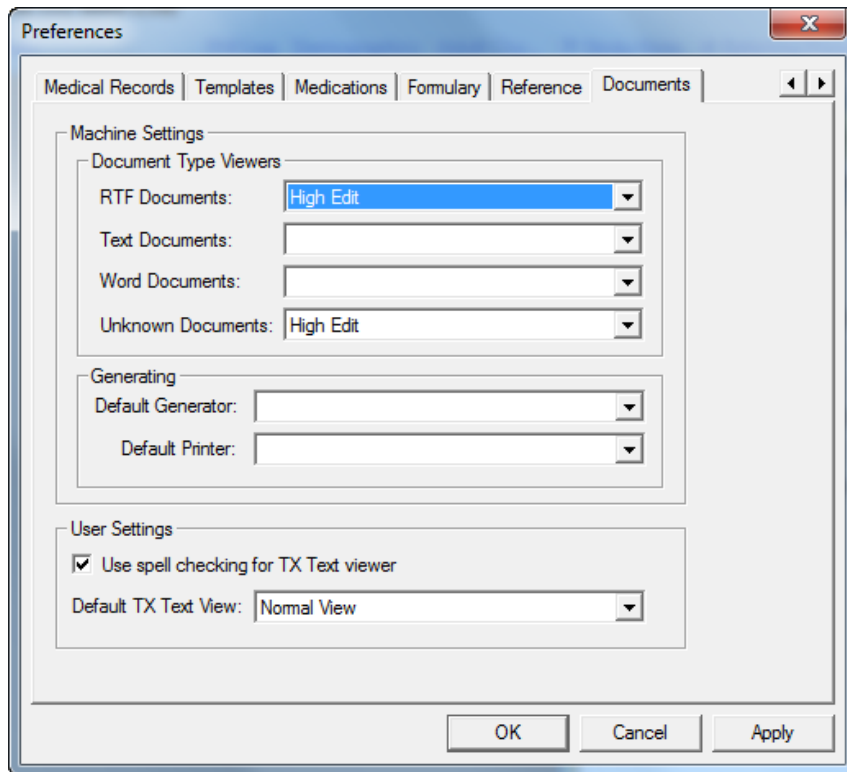 Preferences
Medical Records Templates Medications Formulary Reference Documents
Machine Settings
Document Type Viewers
RTF Documents: High Edit
Text Documents:
Word Documents:
Unknown Documents: High Edit
Generating
Default Generator:
Default Printer:
User Settings
Use spell checking for TX Text viewer
Default TX Text View: Normal View
OK Cancel Apply